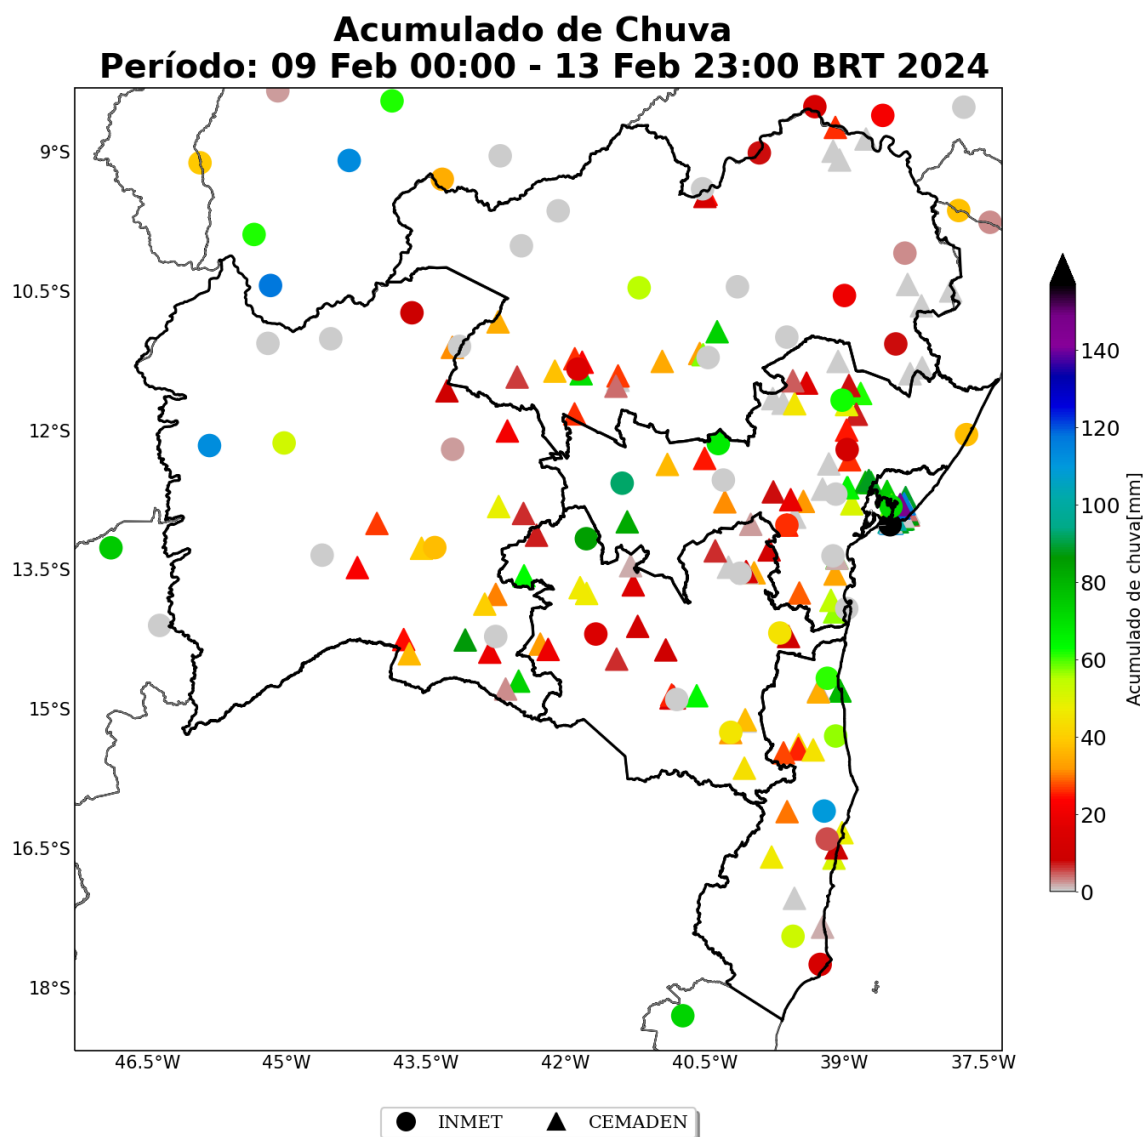 Acumulado de Chuva
Período: 09 Feb 00:00 - 13 Feb 23:00 BRT 2024
9°S
10.5°S
12°S
13.5°S
15°S
16.5°S
18°S
46.5°W
45°W
43.5°W
42°W
40.5°W
39°W
37.5°W
140
120
100
80
60
40
20
0
Acumulado de chuva[mm]
INMET
CEMADEN